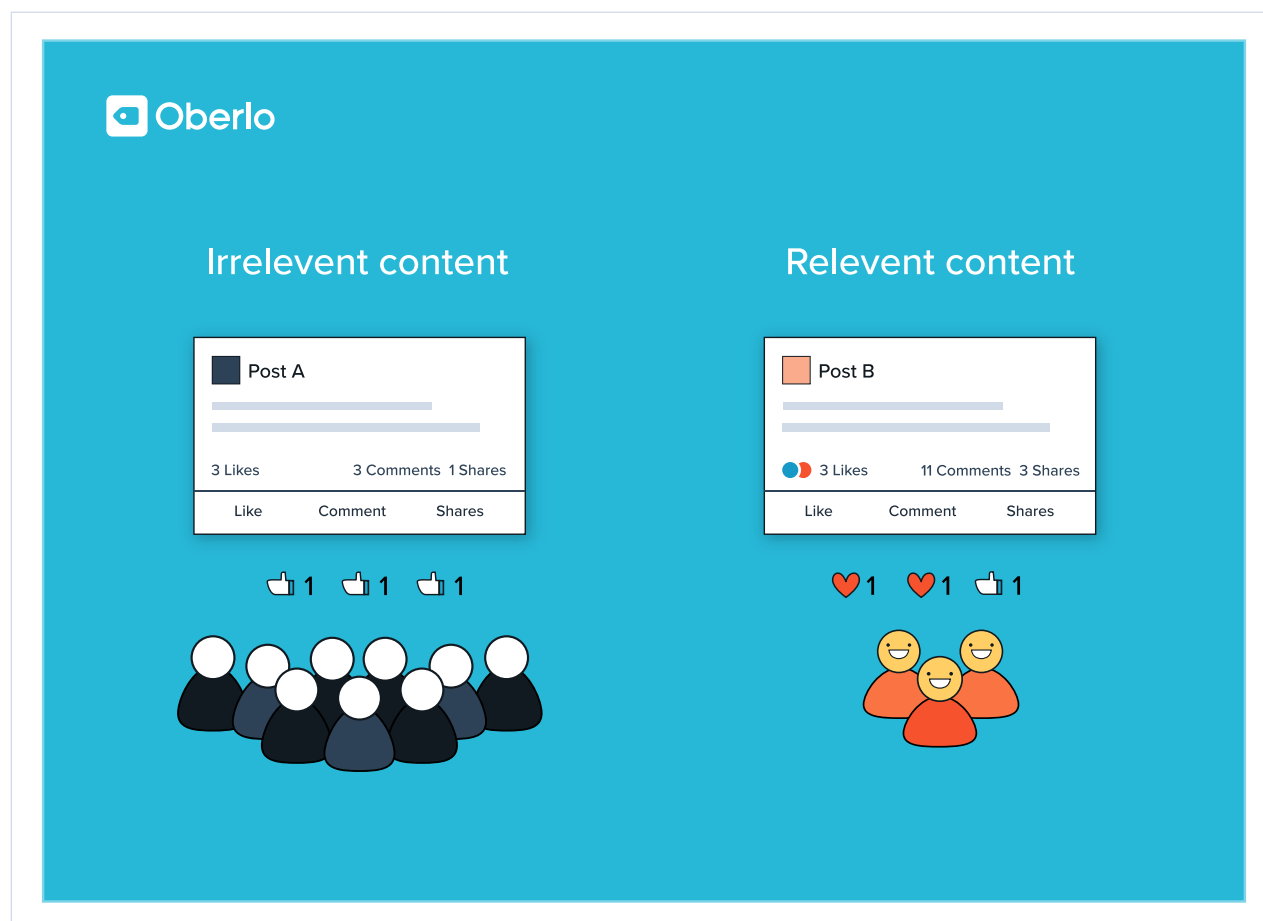 Oberlo
Irrelevent content
Relevent content
Post A
3 Likes 3 Comments 1 Shares
Like Comment Shares
1 1 1
Post B
3 Likes 11 Comments 3 Shares
Like Comment Shares
1 1 1